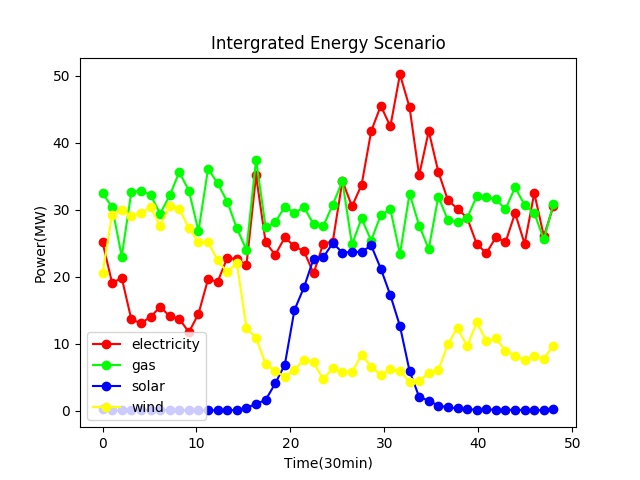 Intergrated Energy Scenario
Power(MW)
50
40
30
20
10
0
electricity
gas
solar
wind
0 10 20 30 40 50
Time(30min)